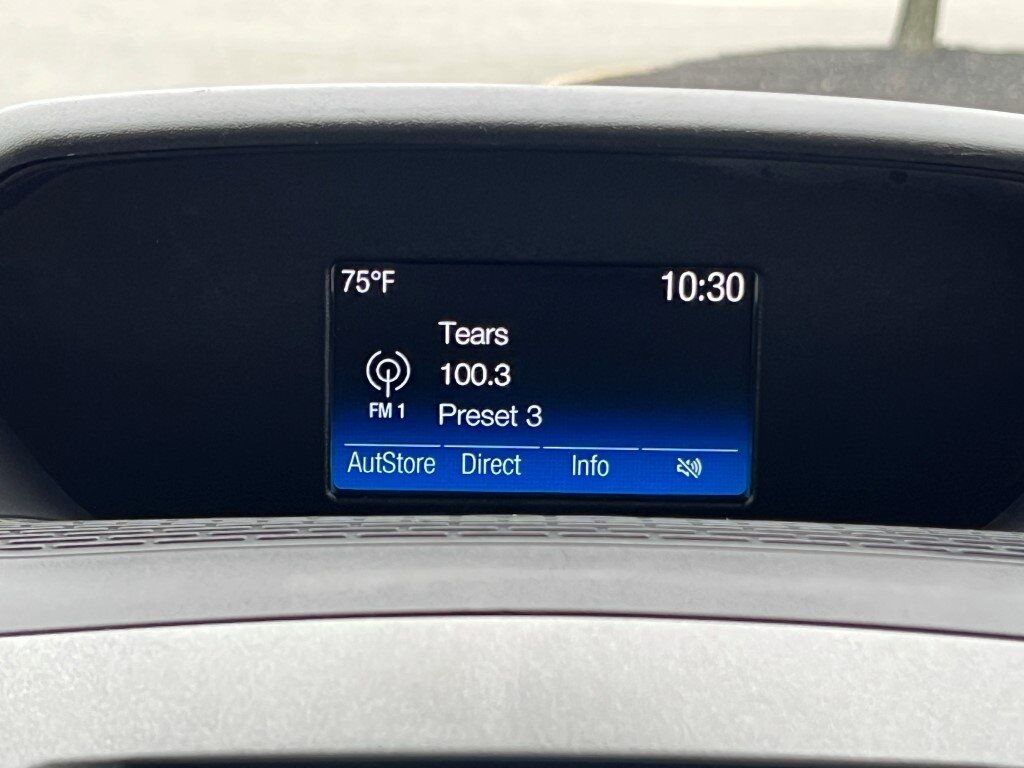 75°F 10:30
Tears
100.3
FM 1
Preset 3
AutStore Direct Info